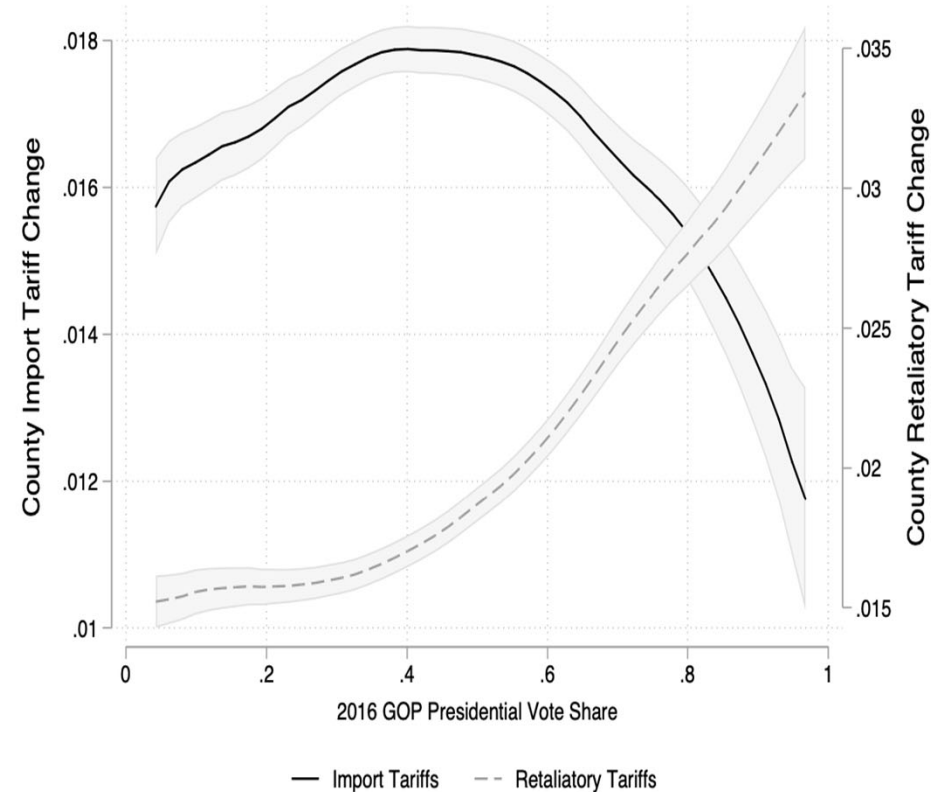 County Import Tariff Change
.018
.016
.014
.012
.01
County Retaliatory Tariff Change
.035
.03
.025
.02
.015
0 .2 .4 .6 .8 1
2016 GOP Presidential Vote Share
Import Tariffs Retaliatory Tariffs